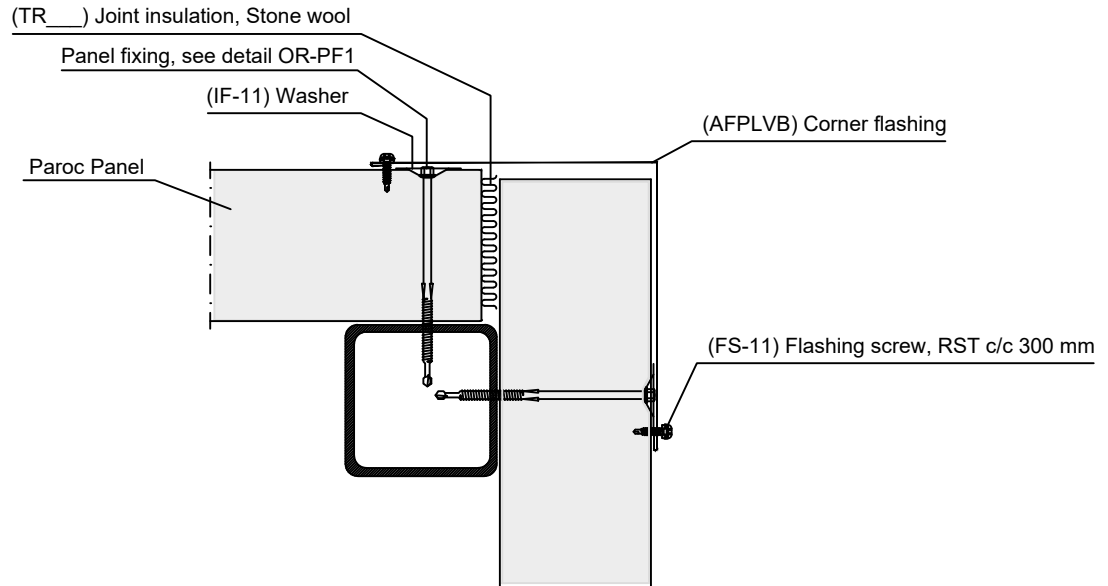 (TR___) Joint insulation, Stone wool
Panel fixing, see detail OR-PF1
(IF-11) Washer
(AFPLVB) Corner flashing
Paroc Panel
(FS-11) Flashing screw, RST c/c 300 mm